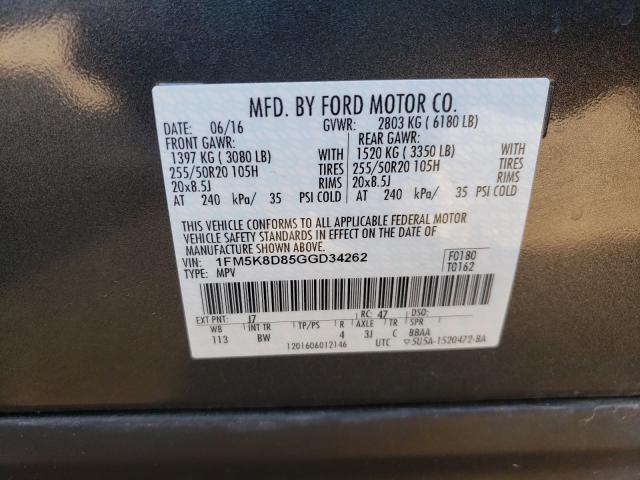 MFD. BY FORD MOTOR CO.
DATE: 06/16 GVWR: 2803 KG ( 6180 LB)
FRONT GAWR: REAR GAWR:
1397 KG ( 3080 LB) WITH 1520 KG ( 3350 LB) WITH
255/50R20 105H TIRES 255/50R20 105H TIRES
20x8.5J RIMS 20x8.5J RIMS
AT 240 kPa/ 35 PSI COLD AT 240 kPa/ 35 PSI COLD
THIS VEHICLE CONFORMS TO ALL APPLICABLE FEDERAL MOTOR
VEHICLE SAFETY STANDARDS IN EFFECT ON THE DATE OF
MANUFACTURE SHOWN ABOVE.
VIN: 1FM5K8D85GGD34262 F0180
TYPE: MPV T0162
EXT PNT: J7 RC: 47 DSO:
WB INT TR TP/PS R AXLE TR SPR
113 BW 4 3J C BBAA
1201606012146 UTC ▽5U5A-1520472-BA